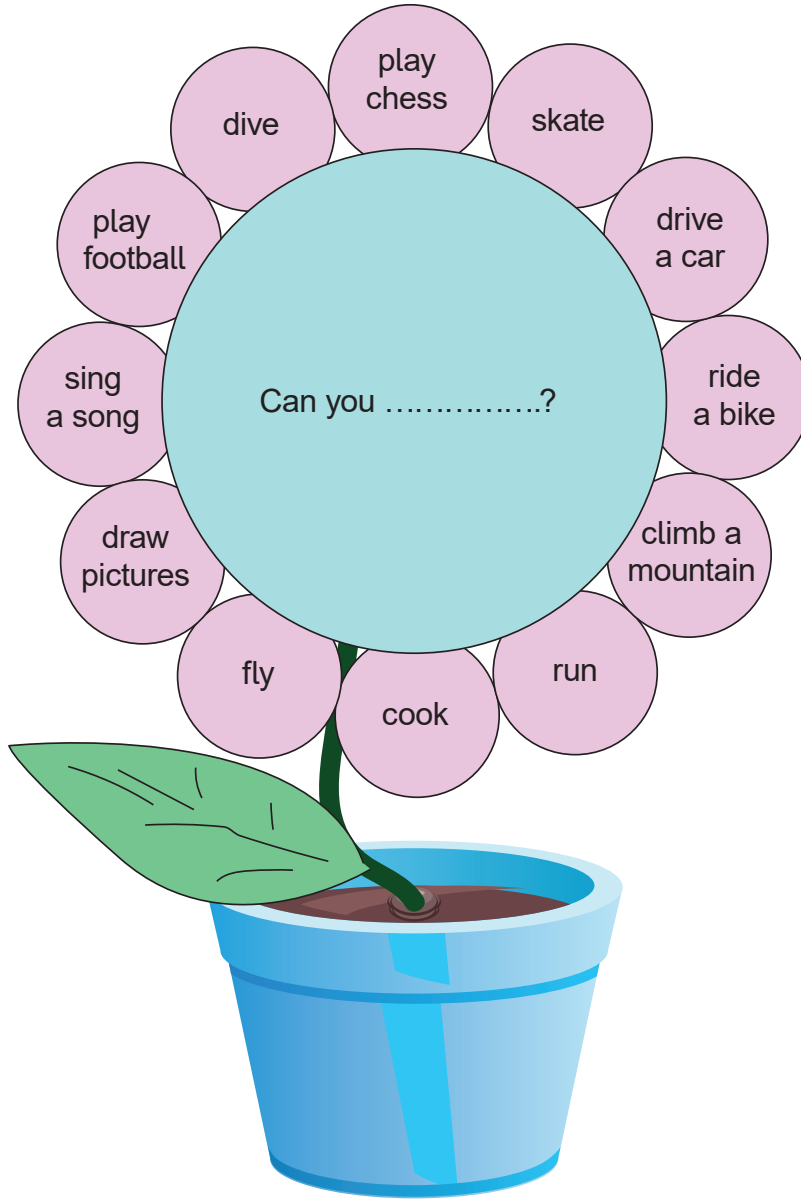 play
chess
dive
skate
play
football
drive
a car
sing
a song
Can you ................?
ride
a bike
draw
pictures
climb a
mountain
fly
cook
run